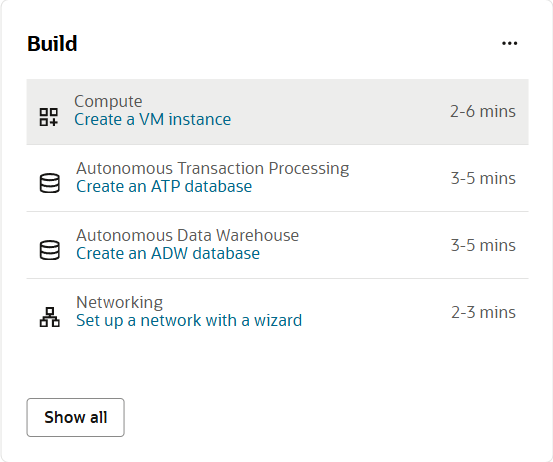 Build
Compute
Create a VM instance
2-6 mins
Autonomous Transaction Processing
Create an ATP database
3-5 mins
Autonomous Data Warehouse
Create an ADW database
3-5 mins
Networking
Set up a network with a wizard
2-3 mins
Show all